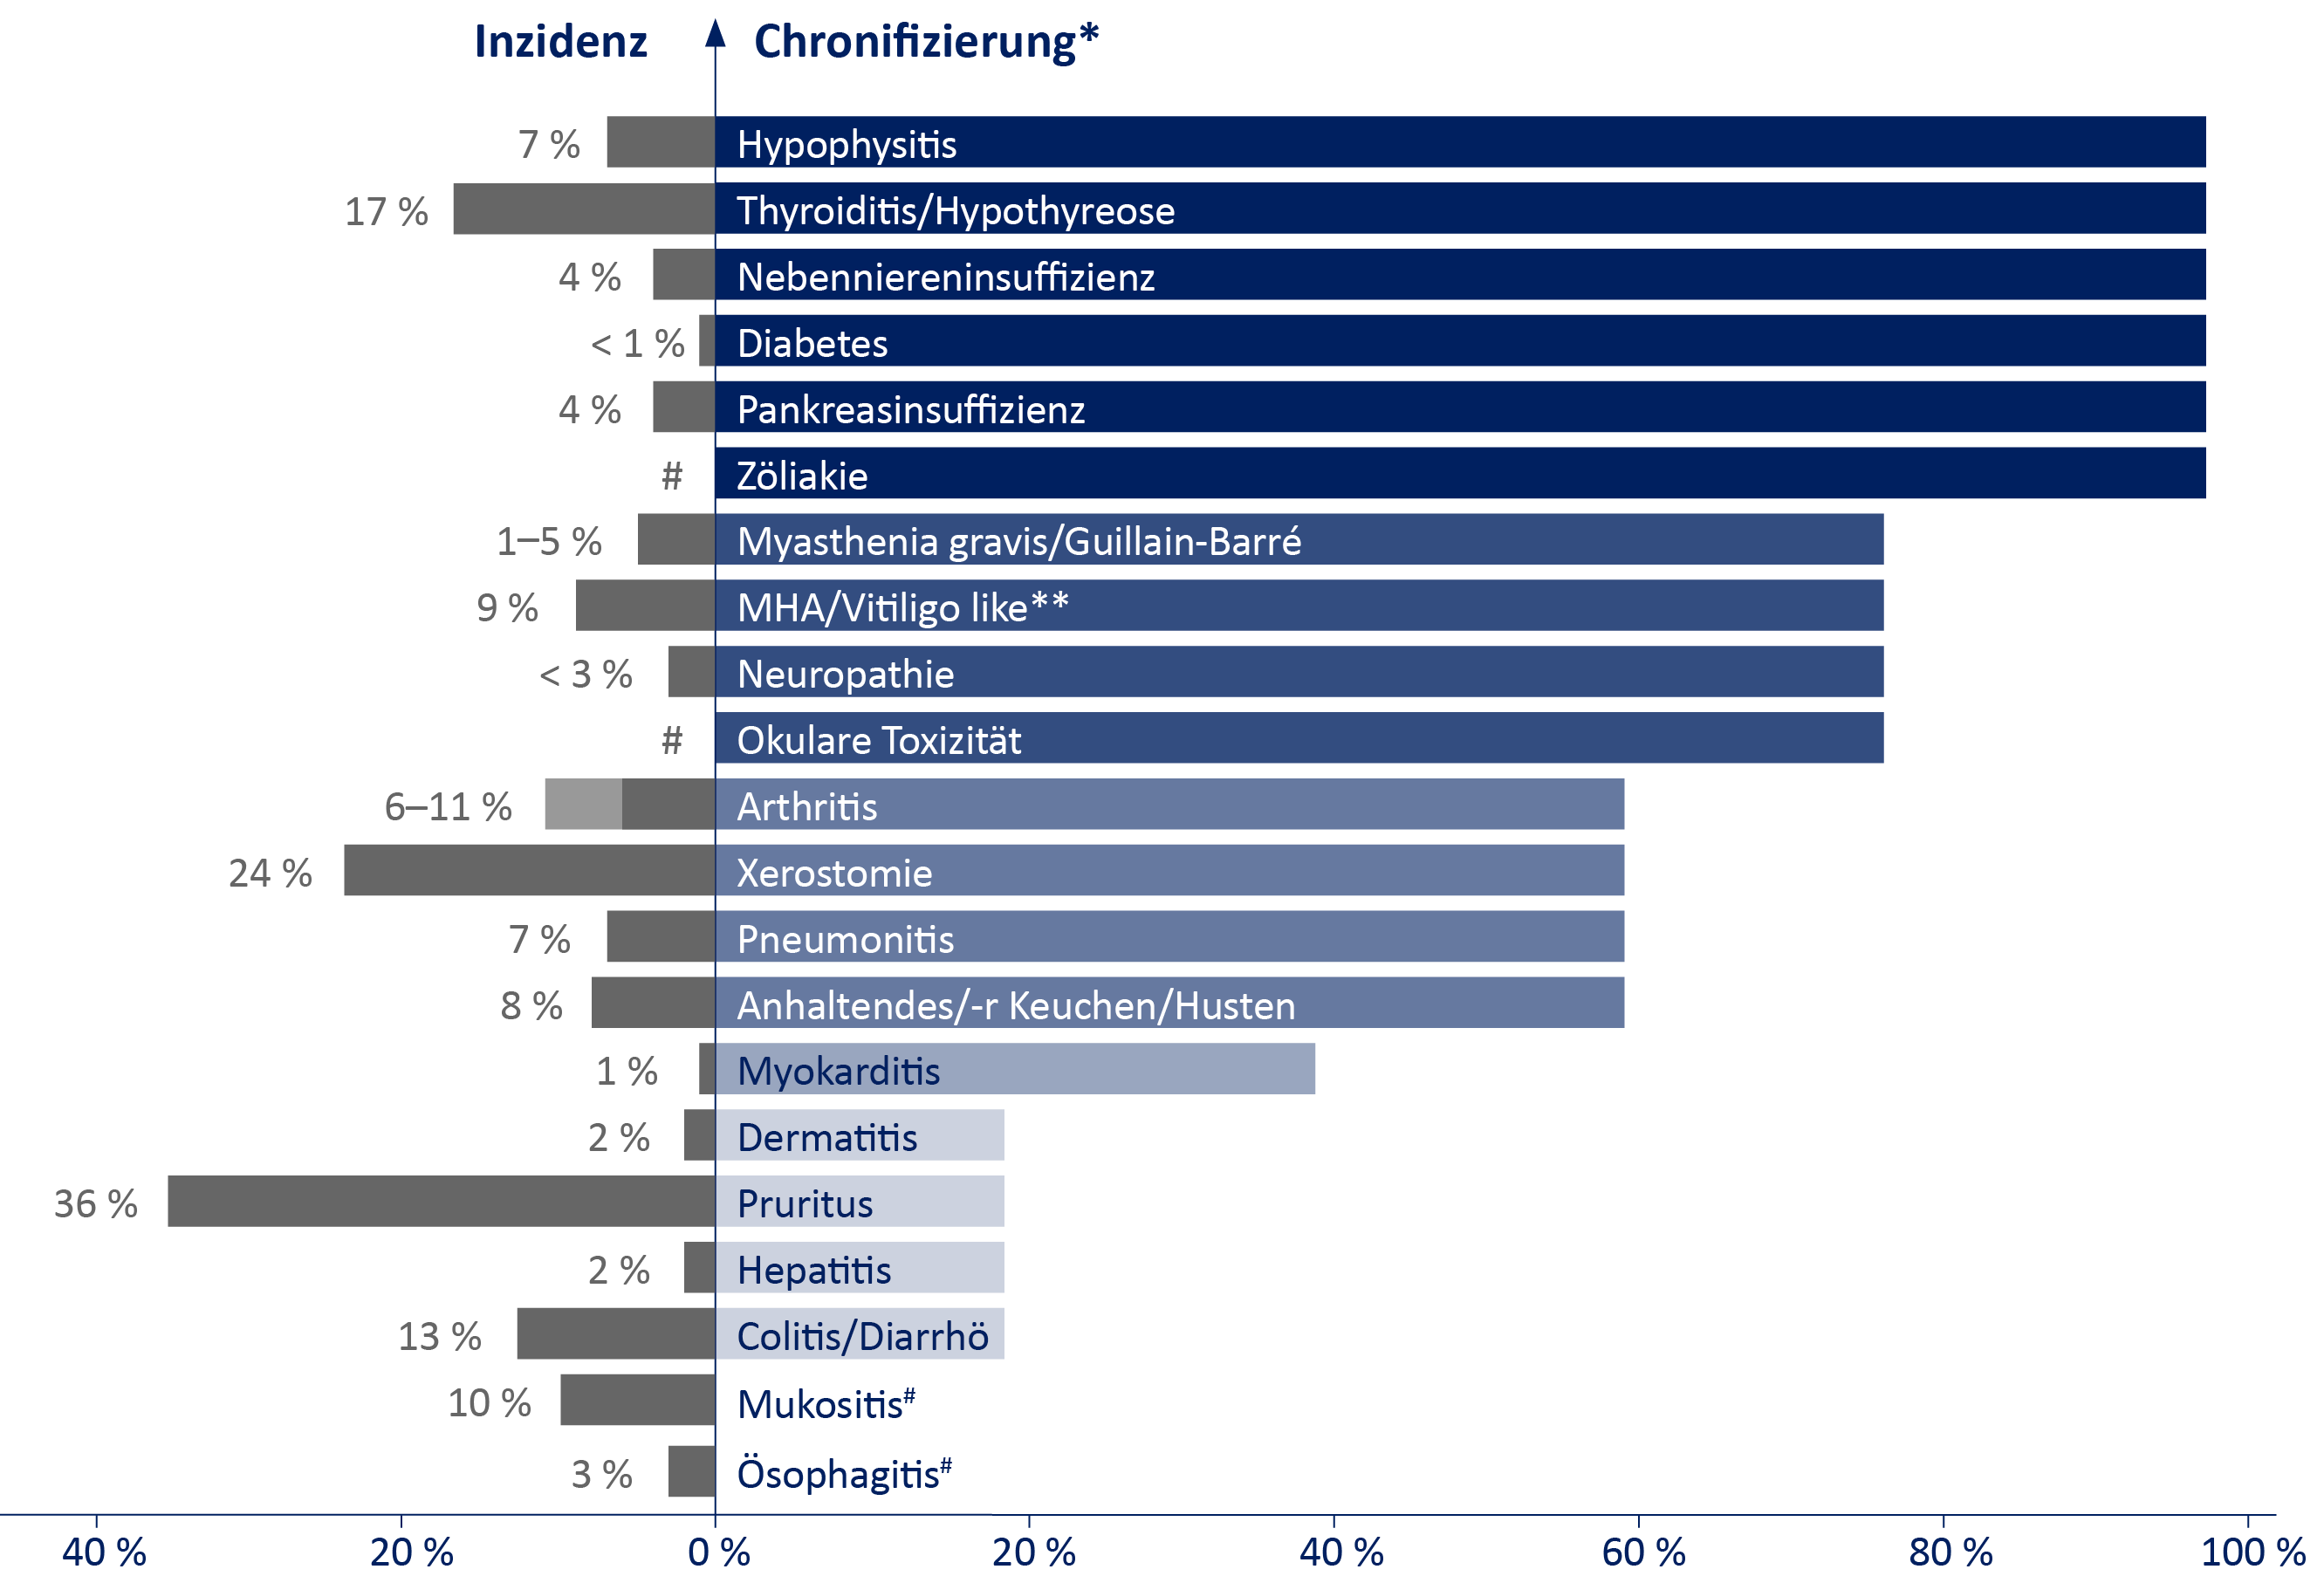 Inzidenz Chronifizierung*
7 % Hypophysitis
17 % Thyroiditis/Hypothyreose
4 % Nebenniereninsuffizienz
< 1 % Diabetes
4 % Pankreasinsuffizienz
# Zöliakie
1–5 % Myasthenia gravis/Guillain-Barré
9 % MHA/Vitiligo like**
< 3 % Neuropathie
# Okulare Toxizität
6–11 % Arthritis
24 % Xerostomie
7 % Pneumonitis
8 % Anhaltendes/-r Keuchen/Husten
1 % Myokarditis
2 % Dermatitis
36 % Pruritus
2 % Hepatitis
13 % Colitis/Diarrhö
10 % Mukositis#
3 % Ösophagitis#
40 % 20 % 0 % 20 % 40 % 60 % 80 % 100 %